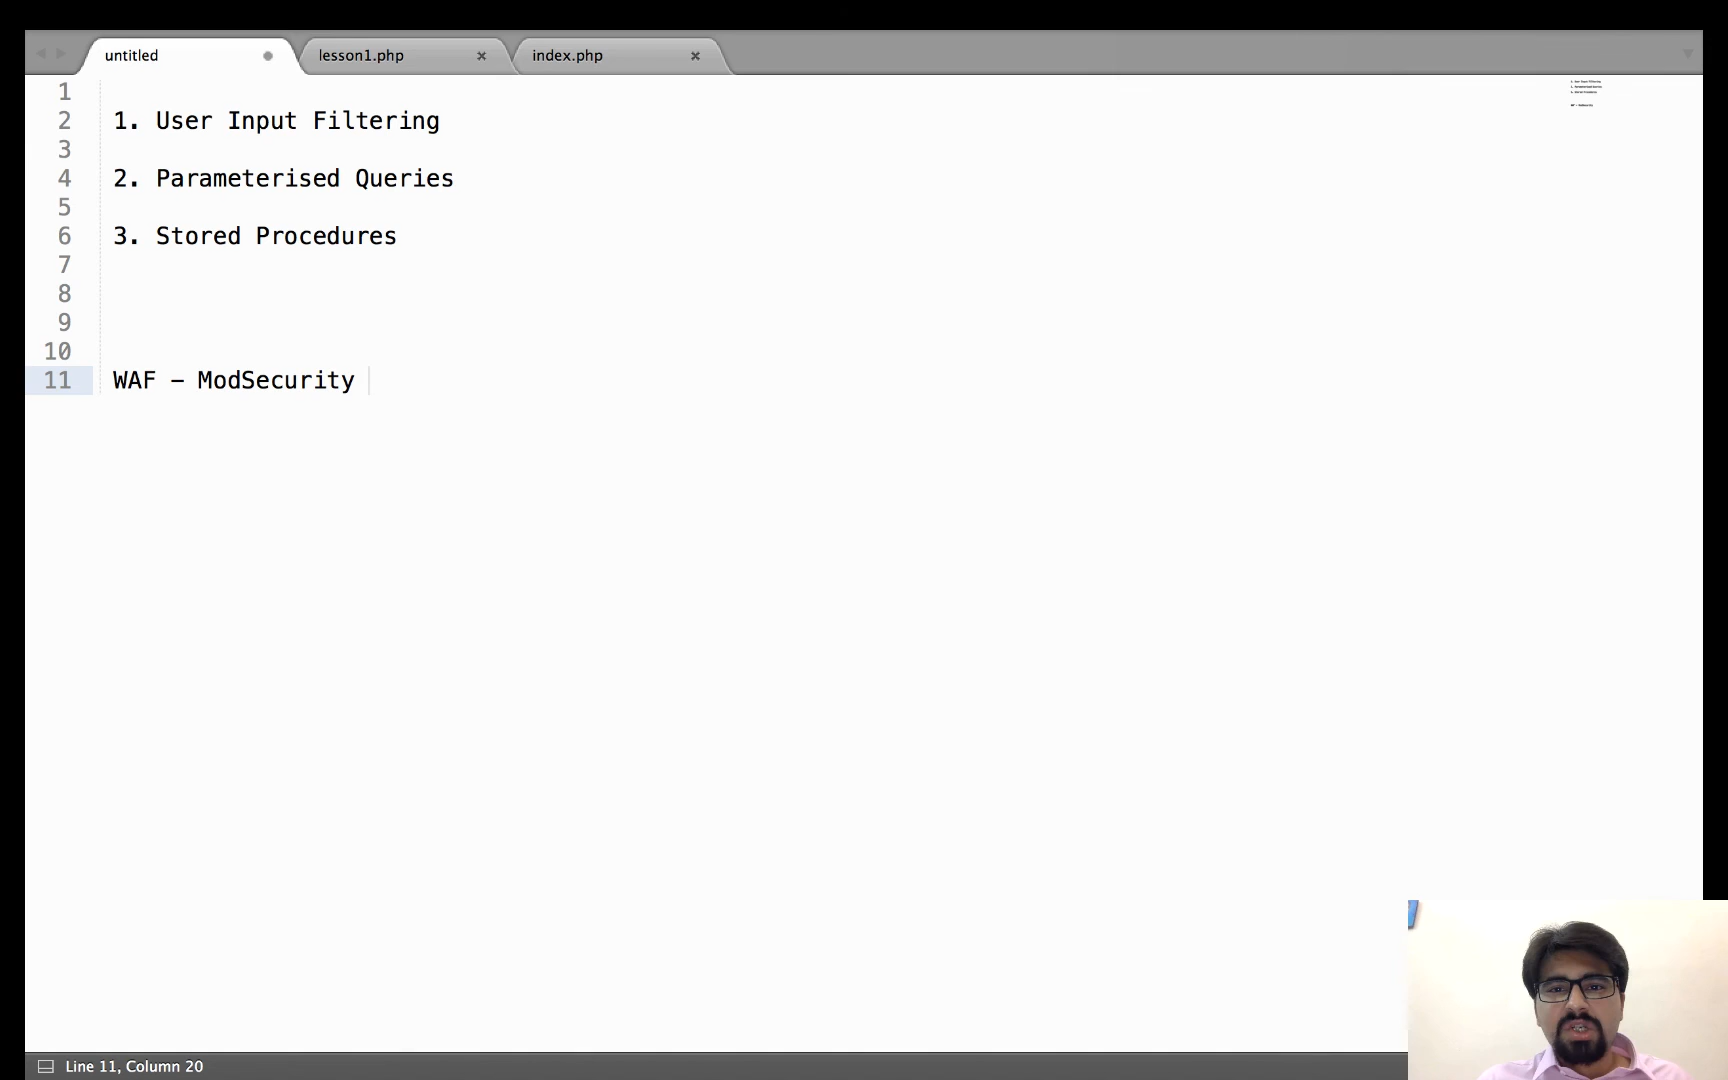 untitled
lesson1.php
index.php
1
2 1. User Input Filtering
3
4 2. Parameterised Queries
5
6 3. Stored Procedures
7
8
9
10
11 WAF - ModSecurity
Line 11, Column 20